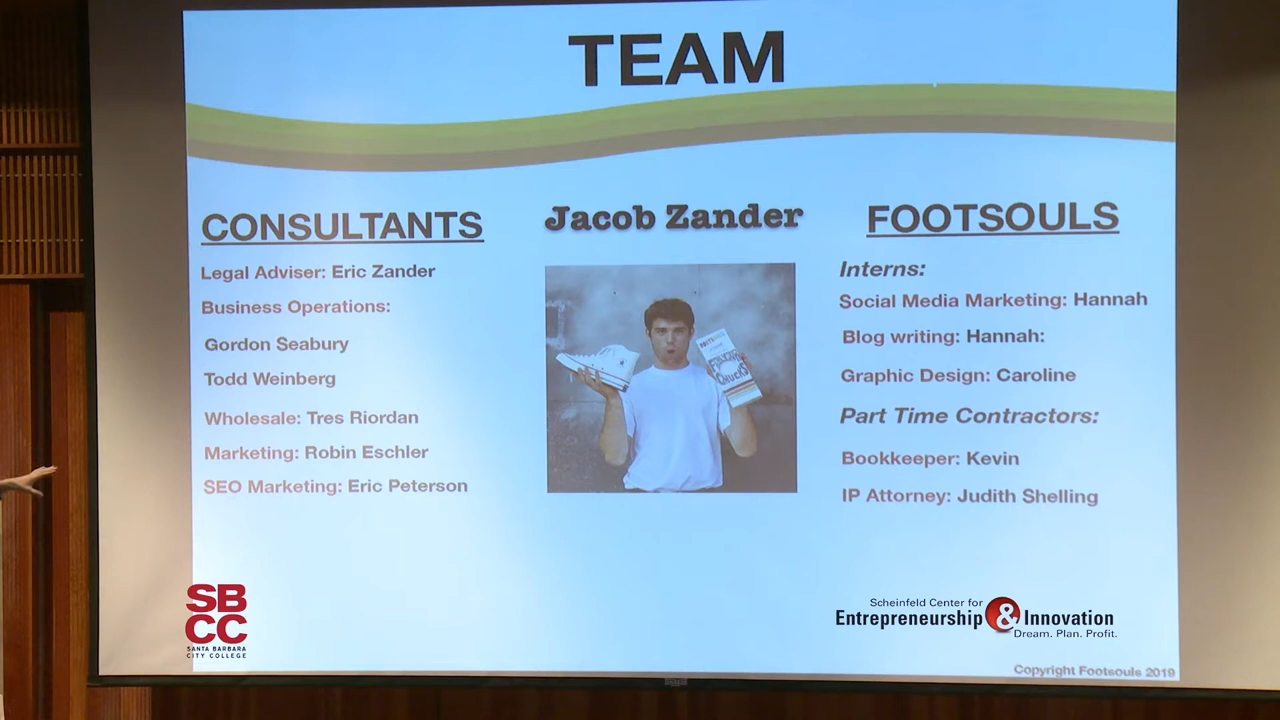 TEAM
CONSULTANTS
Legal Adviser: Eric Zander
Business Operations:
Gordon Seabury
Todd Weinberg
Wholesale: Tres Riordan
Marketing: Robin Eschler
SEO Marketing: Eric Peterson
Jacob Zander
FOOTSOULS
Interns:
Social Media Marketing: Hannah
Blog writing: Hannah:
Graphic Design: Caroline
Part Time Contractors:
Bookkeeper: Kevin
IP Attorney: Judith Shelling
SB
CC
SANTA BARBARA
CITY COLLEGE
Scheinfeld Center for
Entrepreneurship & Innovation
Dream. Plan. Profit.
Copyright Footsouls 2019